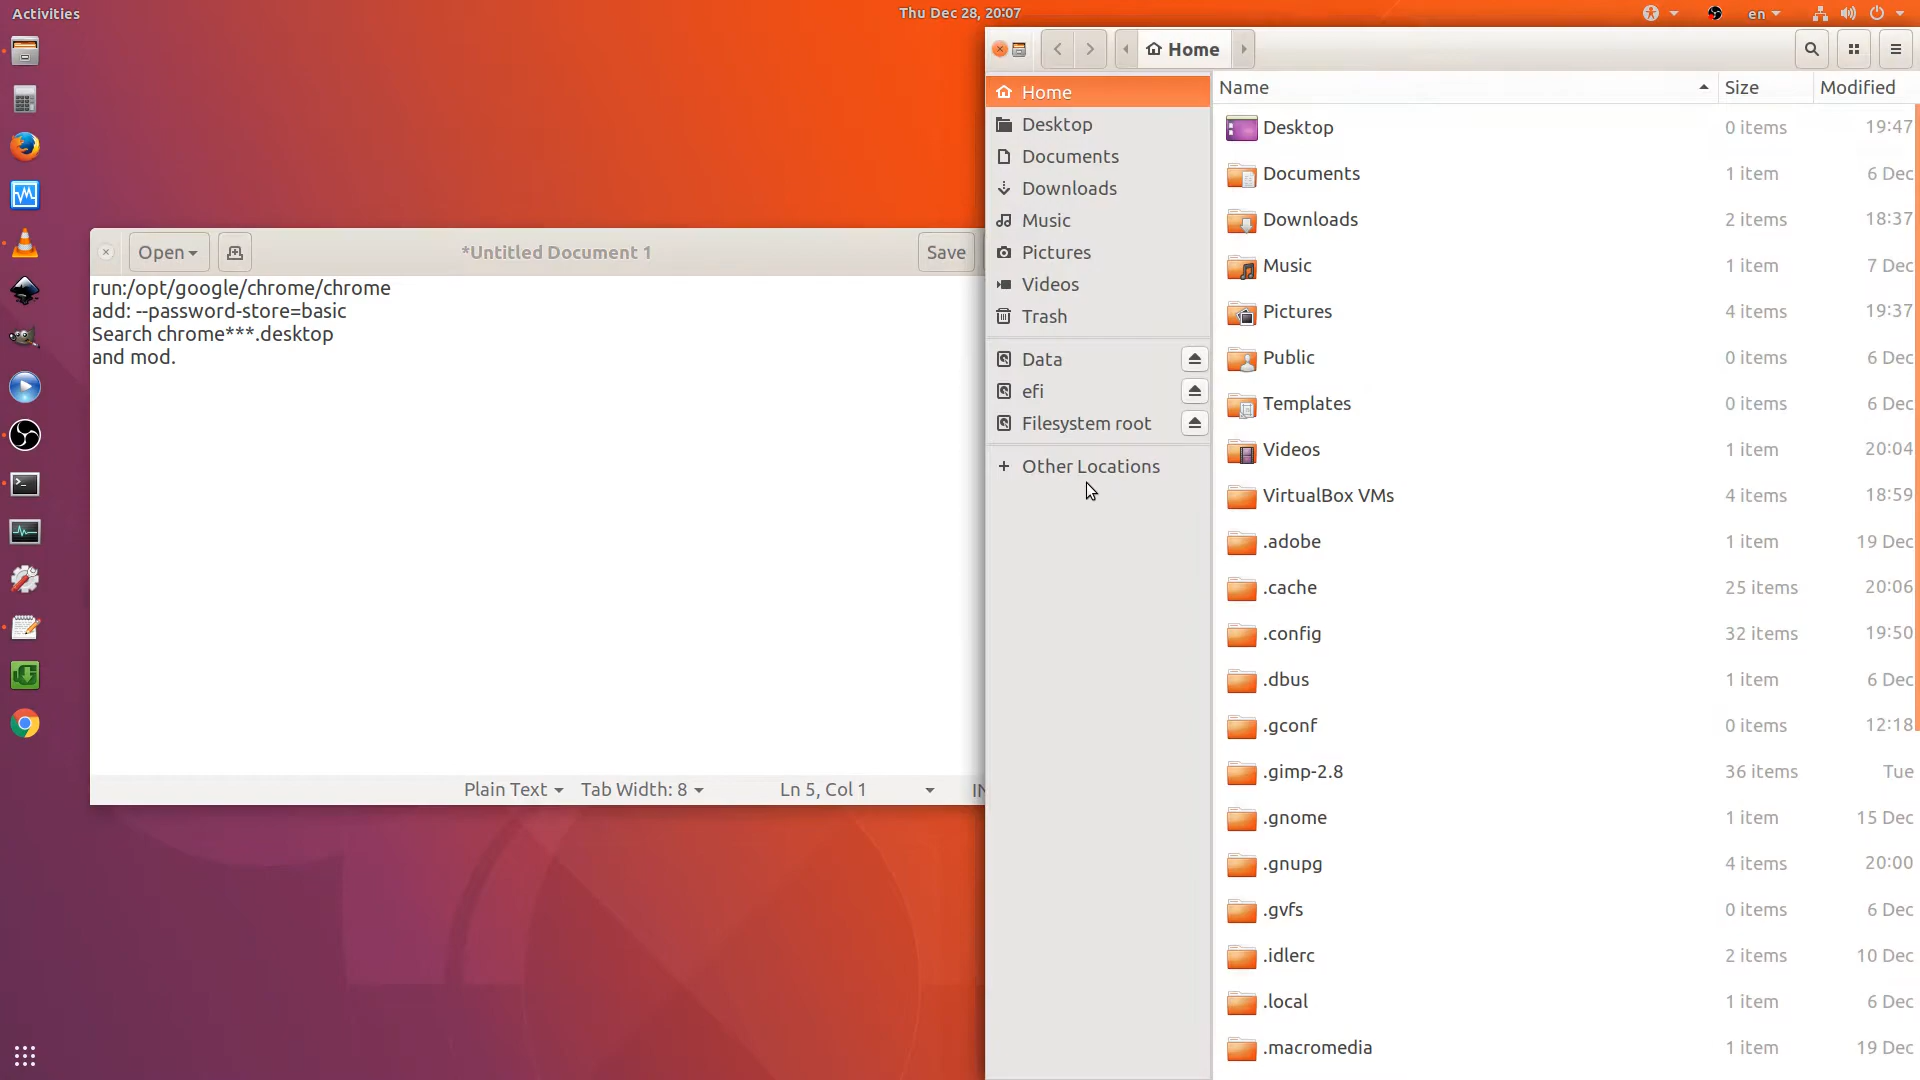 Activities
Thu Dec 28, 20:07
en
Open
*Untitled Document 1
Save
run:/opt/google/chrome/chrome
add: --password-store=basic
Search chrome***.desktop
and mod.
Plain Text
Tab Width: 8
Ln 5, Col 1
IN
Home
Home
Desktop
Documents
Downloads
Music
Pictures
Videos
Trash
Data
efi
Filesystem root
Other Locations
Name Size Modified
Desktop 0 items 19:47
Documents 1 item 6 Dec
Downloads 2 items 18:37
Music 1 item 7 Dec
Pictures 4 items 19:37
Public 0 items 6 Dec
Templates 0 items 6 Dec
Videos 1 item 20:04
VirtualBox VMs 4 items 18:59
.adobe 1 item 19 Dec
.cache 25 items 20:06
.config 32 items 19:50
.dbus 1 item 6 Dec
.gconf 0 items 12:18
.gimp-2.8 36 items Tue
.gnome 1 item 15 Dec
.gnupg 4 items 20:00
.gvfs 0 items 6 Dec
.idlerc 2 items 10 Dec
.local 1 item 6 Dec
.macromedia 1 item 19 Dec